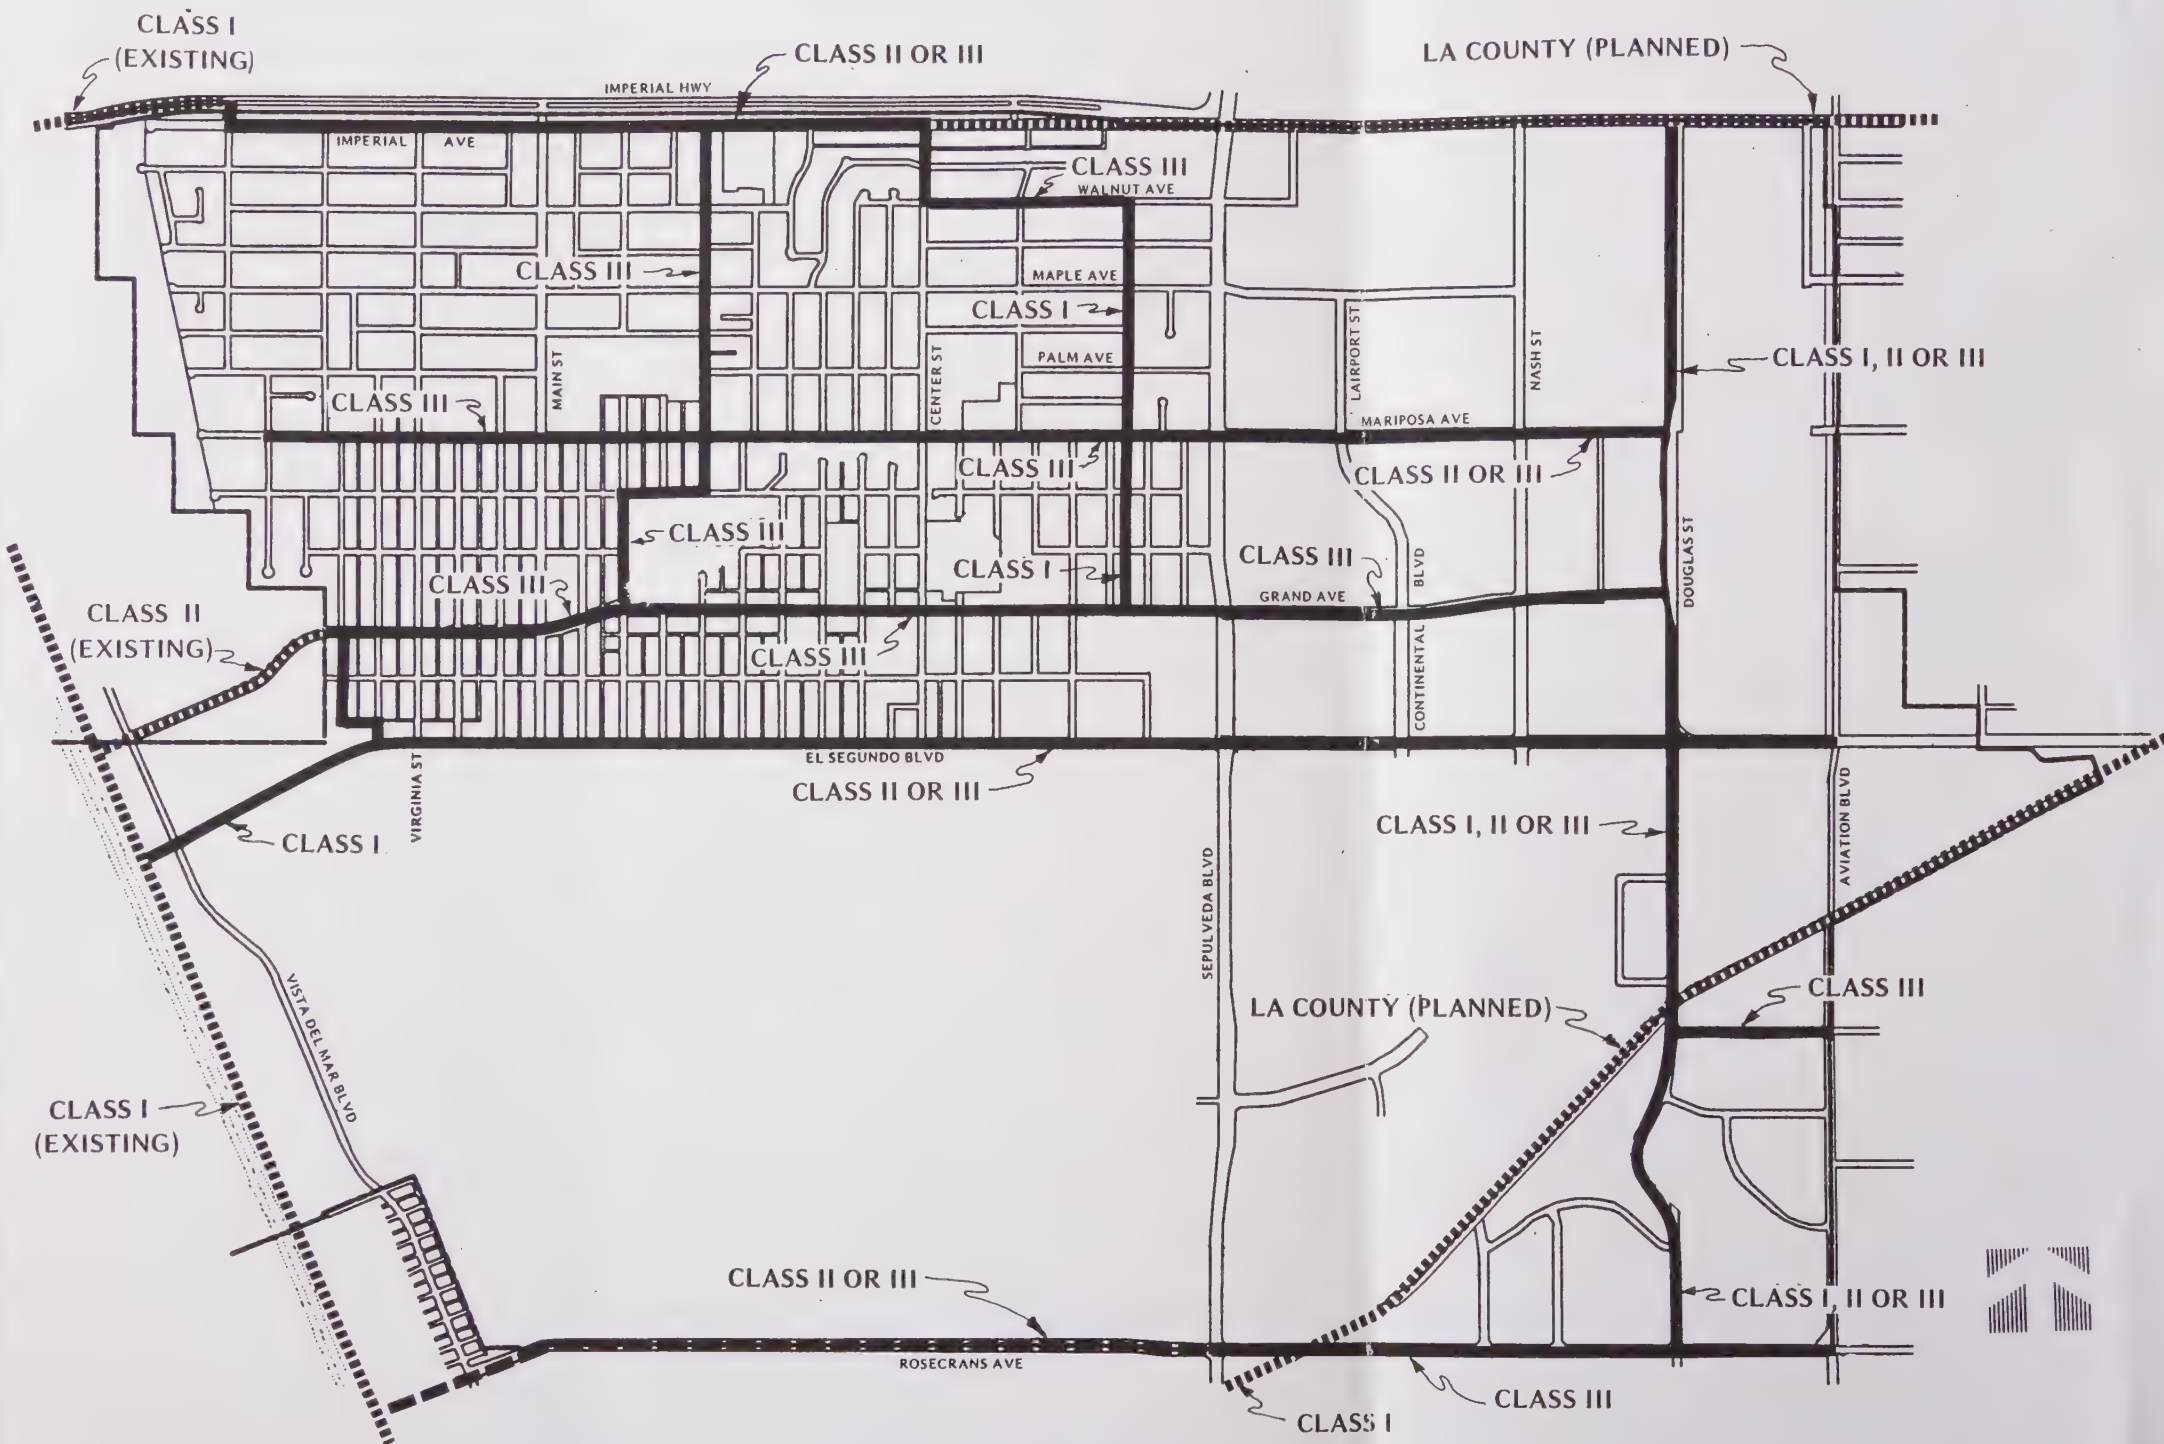 CLASS I
(EXISTING)
CLASS II OR III
LA COUNTY (PLANNED)
IMPERIAL HWY
IMPERIAL AVE
CLASS III
WALNUT AVE
CLASS III
MAPLE AVE
CLASS I
LAIRPORT ST
NASH ST
MAIN ST
CENTER ST
PALM AVE
CLASS I, II OR III
CLASS III
MARIPOSA AVE
CLASS III
CLASS II OR III
CLASS III
DOUGLAS ST
CLASS III
CLASS I
CLASS III
CONTINENTAL BLVD
GRAND AVE
CLASS II
(EXISTING)
CLASS III
EL SEGUNDO BLVD
CLASS II OR III
VIRGINIA ST
CLASS I
CLASS I, II OR III
AVIATION BLVD
SEPULVEDA BLVD
CLASS III
LA COUNTY (PLANNED)
VISTA DEL MAR BLVD
CLASS I
(EXISTING)
CLASS II OR III
CLASS I, II OR III
ROSECRANS AVE
CLASS III
CLASS I